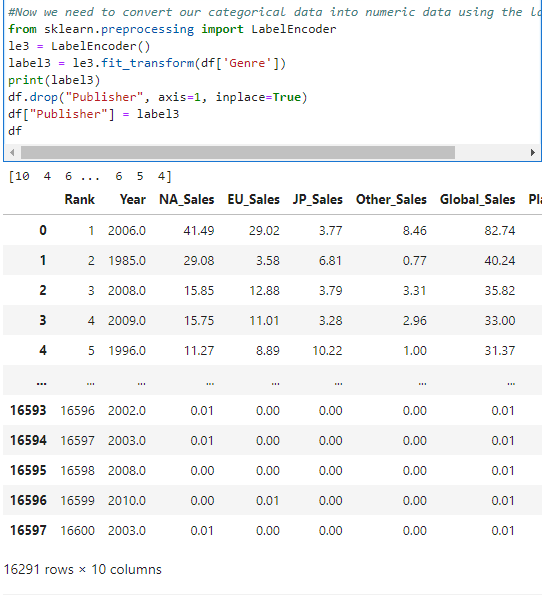 #Now we need to convert our categorical data into numeric data using the la
from sklearn.preprocessing import LabelEncoder
le3 = LabelEncoder()
label3 = le3.fit_transform(df['Genre'])
print(label3)
df.drop("Publisher", axis=1, inplace=True)
df["Publisher"] = label3
df
[10 4 6 ... 6 5 4]
Rank Year NA_Sales EU_Sales JP_Sales Other_Sales Global_Sales Pl
0 1 2006.0 41.49 29.02 3.77 8.46 82.74
1 2 1985.0 29.08 3.58 6.81 0.77 40.24
2 3 2008.0 15.85 12.88 3.79 3.31 35.82
3 4 2009.0 15.75 11.01 3.28 2.96 33.00
4 5 1996.0 11.27 8.89 10.22 1.00 31.37
... ... ... ... ... ... ... ...
16593 16596 2002.0 0.01 0.00 0.00 0.00 0.01
16594 16597 2003.0 0.01 0.00 0.00 0.00 0.01
16595 16598 2008.0 0.00 0.00 0.00 0.00 0.01
16596 16599 2010.0 0.00 0.01 0.00 0.00 0.01
16597 16600 2003.0 0.01 0.00 0.00 0.00 0.01
16291 rows × 10 columns